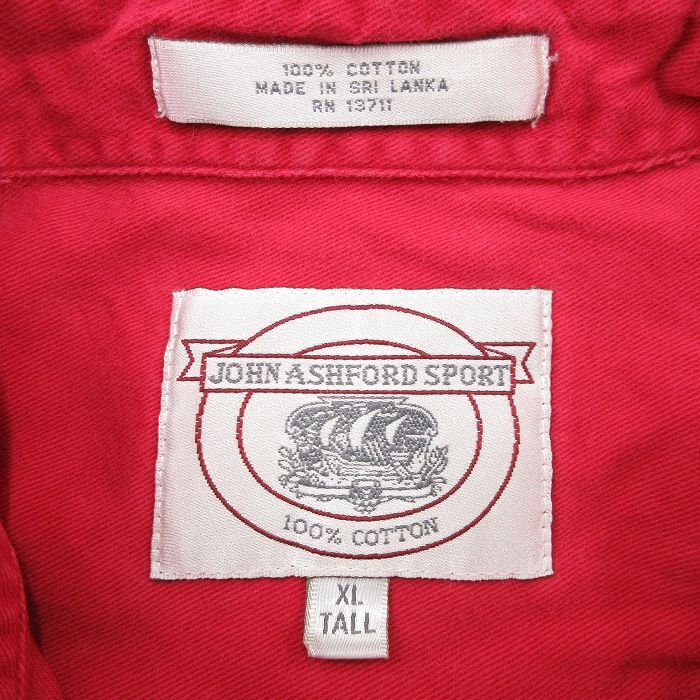 100% COTTON
MADE IN SRI LANKA
RN 13711
JOHN ASHFORD SPORT
100% COTTON
XL
TALL